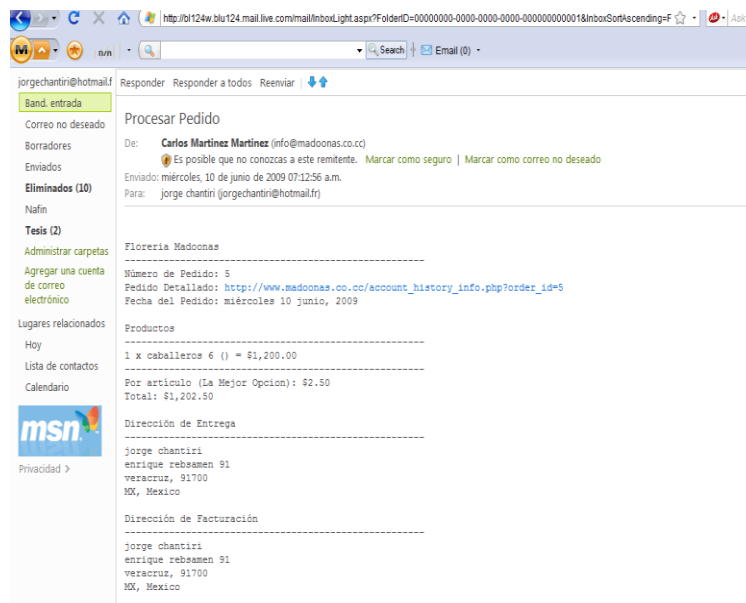 http://bl124w.blu124.mail.live.com/mail/InboxLight.aspx?FolderID=00000000-0000-0000-0000-000000000001&InboxSortAscending=F
Ask
M
n/n
Search
Email (0)
jorgechantiri@hotmail.f
Responder Responder a todos Reenviar
Band. entrada
Correo no deseado
Borradores
Enviados
Eliminados (10)
Nafin
Tesis (2)
Administrar carpetas
Agregar una cuenta
de correo
electrónico
Lugares relacionados
Hoy
Lista de contactos
Calendario
msn
Privacidad >
Procesar Pedido
De: Carlos Martinez Martinez (info@madoonas.co.cc)
Es posible que no conozcas a este remitente. Marcar como seguro | Marcar como correo no deseado
Enviado: miércoles, 10 de junio de 2009 07:12:56 a.m.
Para: jorge chantiri (jorgechantiri@hotmail.fr)
Floreria Madoonas
------------------------------------------------------
Número de Pedido: 5
Pedido Detallado: http://www.madoonas.co.cc/account_history_info.php?order_id=5
Fecha del Pedido: miércoles 10 junio, 2009
Productos
------------------------------------------------------
1 x caballeros 6 () = $1,200.00
------------------------------------------------------
Por artículo (La Mejor Opcion): $2.50
Total: $1,202.50
Dirección de Entrega
------------------------------------------------------
jorge chantiri
enrique rebsamen 91
veracruz, 91700
MX, Mexico
Dirección de Facturación
------------------------------------------------------
jorge chantiri
enrique rebsamen 91
veracruz, 91700
MX, Mexico